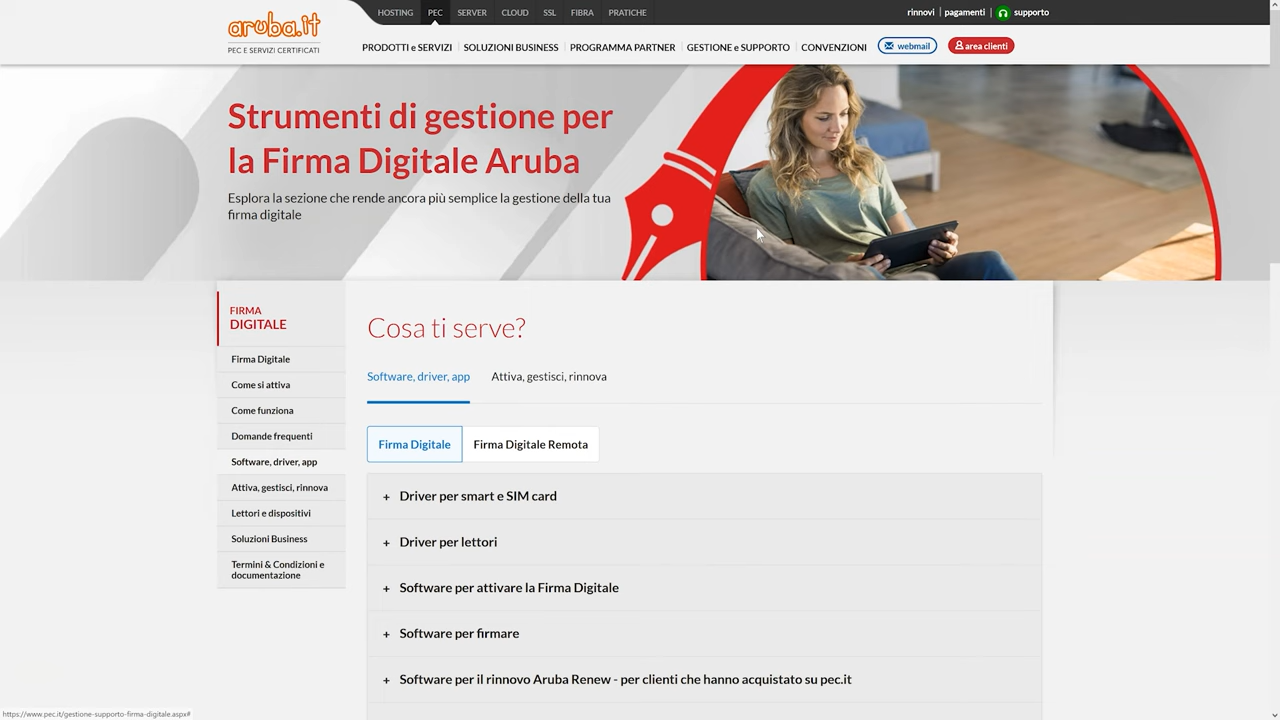 aruba.it
PEC E SERVIZI CERTIFICATI
HOSTING PEC SERVER CLOUD SSL FIBRA PRATICHE
rinnovi pagamenti supporto
PRODOTTI e SERVIZI SOLUZIONI BUSINESS PROGRAMMA PARTNER GESTIONE e SUPPORTO CONVENZIONI webmail area clienti
Strumenti di gestione per
la Firma Digitale Aruba
Esplora la sezione che rende ancora più semplice la gestione della tua
firma digitale
FIRMA
DIGITALE
Firma Digitale
Come si attiva
Come funziona
Domande frequenti
Software, driver, app
Attiva, gestisci, rinnova
Lettori e dispositivi
Soluzioni Business
Termini & Condizioni e
documentazione
Cosa ti serve?
Software, driver, app Attiva, gestisci, rinnova
Firma Digitale Firma Digitale Remota
+ Driver per smart e SIM card
+ Driver per lettori
+ Software per attivare la Firma Digitale
+ Software per firmare
+ Software per il rinnovo Aruba Renew - per clienti che hanno acquistato su pec.it
https://www.pec.it/gestione-supporto-firma-digitale.aspx#